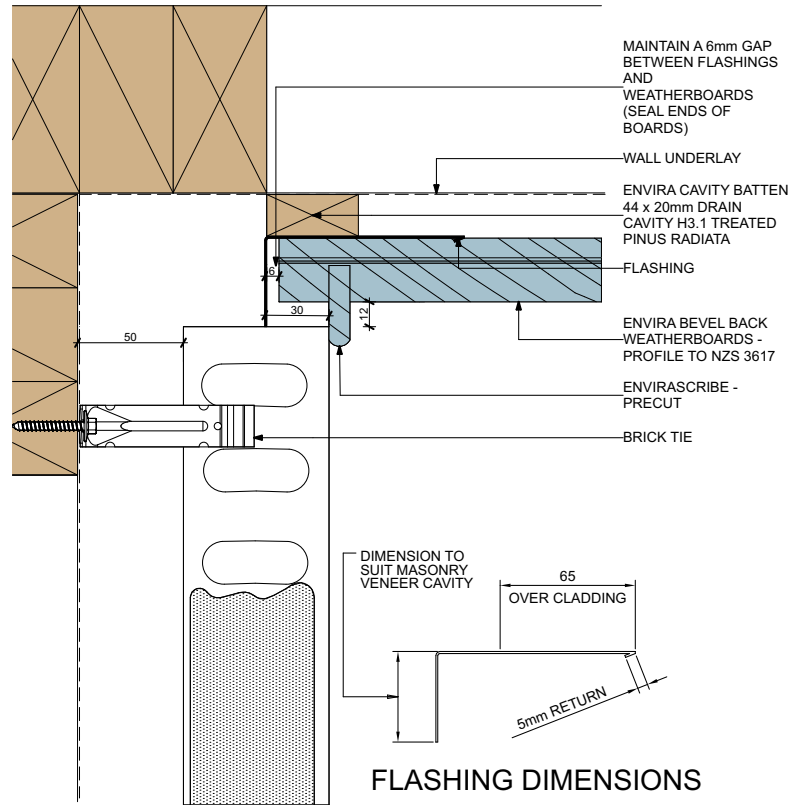 MAINTAIN A 6mm GAP
BETWEEN FLASHINGS
AND
WEATHERBOARDS
(SEAL ENDS OF
BOARDS)
WALL UNDERLAY
ENVIRA CAVITY BATTEN
44 x 20mm DRAIN
CAVITY H3.1 TREATED
PINUS RADIATA
FLASHING
6
30
12
50
ENVIRA BEVEL BACK
WEATHERBOARDS -
PROFILE TO NZS 3617
ENVIRASCRIBE -
PRECUT
BRICK TIE
DIMENSION TO
SUIT MASONRY
VENEER CAVITY
65
OVER CLADDING
5mm RETURN
FLASHING DIMENSIONS